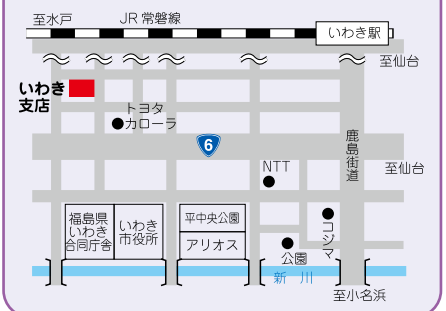 至水戸
JR 常磐線
いわき駅
至仙台
いわき
支店
トヨタ
カローラ
6
鹿島街道
NTT
至仙台
福島県
いわき
合同庁舎
いわき
市役所
平中央公園
アリオス
コジマ
公園
新 川
至小名浜